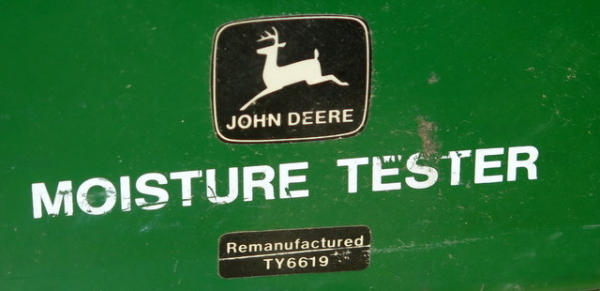 JOHN DEERE
MOISTURE TESTER
Remanufactured
TY6619